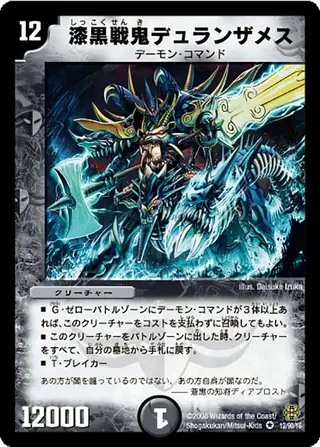 12
しっこくせんき
漆黒戦鬼デュランザメス
デーモン・コマンド
illus. Daisuke Izuka
クリーチャー
■ G・ゼローバトルゾーンにデーモン・コマンドが3体以上あ
れば、このクリーチャーをコストを支払わずに召喚してもよい。
■ このクリーチャーをバトルゾーンに出した時、クリーチャー
をすべて、自分の墓地から手札に戻す。
■ T・ブレイカー
あの方が闇を纏っているのではない、あの方自身が闇なのだ。
―― 蒼黒の知将ディアブロスト
12000
1
©2008 Wizards of the Coast/
Shogakukan/Mitsui-Kids